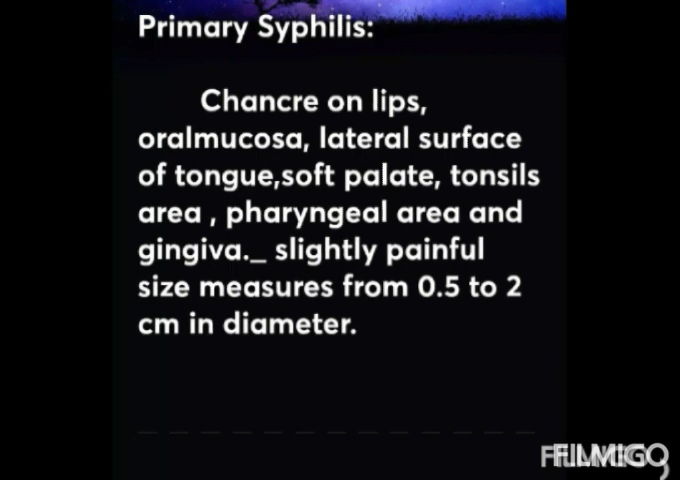 Primary Syphilis:
Chancre on lips,
oralmucosa, lateral surface
of tongue,soft palate, tonsils
area , pharyngeal area and
gingiva._ slightly painful
size measures from 0.5 to 2
cm in diameter.
FILMIGO